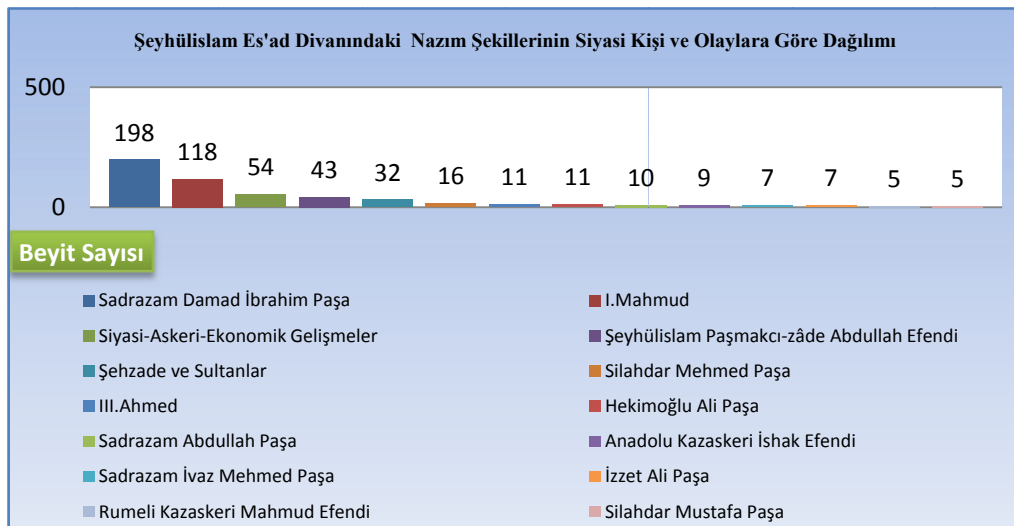 Şeyhülislam Es'ad Divanındaki Nazım Şekillerinin Siyasi Kişi ve Olaylara Göre Dağılımı
500
198 118 54 43 32 16 11 11 10 9 7 7 5 5
0
Beyit Sayısı
Sadrazam Damad İbrahim Paşa I.Mahmud
Siyasi-Askeri-Ekonomik Gelişmeler Şeyhülislam Paşmakcı-zâde Abdullah Efendi
Şehzade ve Sultanlar Silahdar Mehmed Paşa
III.Ahmed Hekimoğlu Ali Paşa
Sadrazam Abdullah Paşa Anadolu Kazaskeri İshak Efendi
Sadrazam İvaz Mehmed Paşa İzzet Ali Paşa
Rumeli Kazaskeri Mahmud Efendi Silahdar Mustafa Paşa